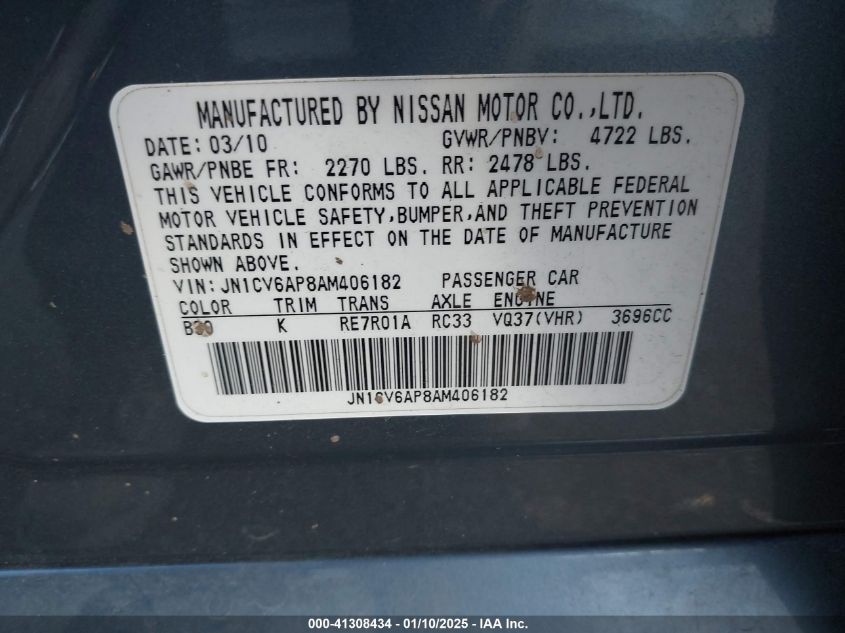 MANUFACTURED BY NISSAN MOTOR CO.,LTD.
DATE: 03/10 GVWR/PNBV: 4722 LBS.
GAWR/PNBE FR: 2270 LBS. RR: 2478 LBS.
THIS VEHICLE CONFORMS TO ALL APPLICABLE FEDERAL
MOTOR VEHICLE SAFETY,BUMPER,AND THEFT PREVENTION
STANDARDS IN EFFECT ON THE DATE OF MANUFACTURE
SHOWN ABOVE.
VIN: JN1CV6AP8AM406182 PASSENGER CAR
COLOR TRIM TRANS AXLE ENGINE
K RE7R01A RC33 VQ37(VHR) 3696CC
JN1CV6AP8AM406182
000-41308434 - 01/10/2025 - IAA Inc.